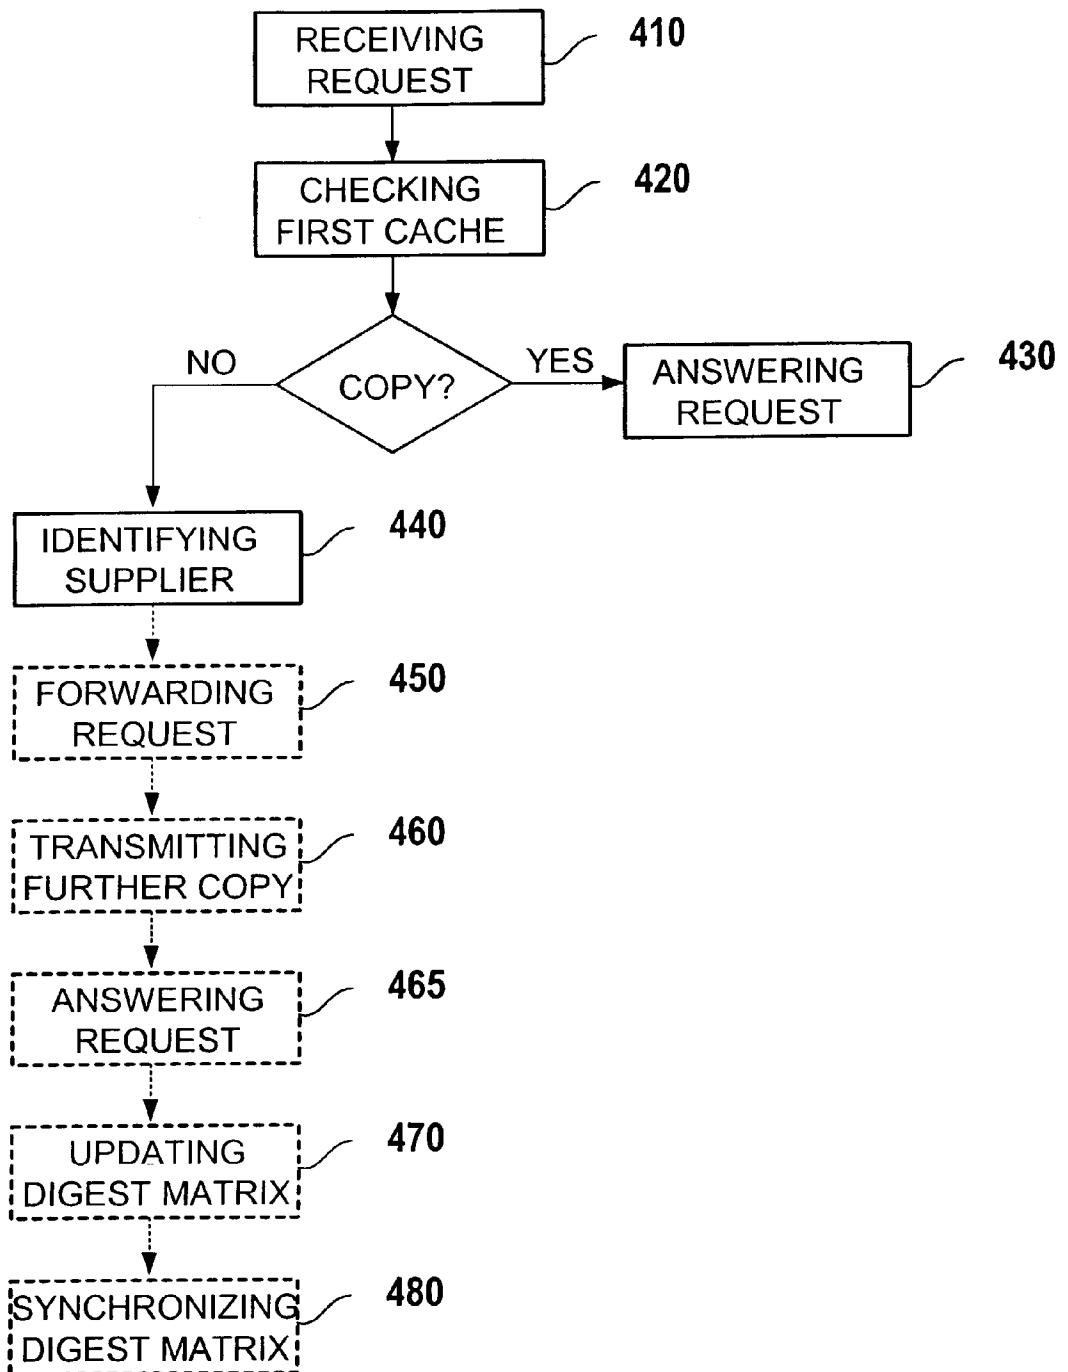 RECEIVING
REQUEST
410
CHECKING
FIRST CACHE
420
NO
COPY?
YES
ANSWERING
REQUEST
430
IDENTIFYING
SUPPLIER
440
FORWARDING
REQUEST
450
TRANSMITTING
FURTHER COPY
460
ANSWERING
REQUEST
465
UPDATING
DIGEST MATRIX
470
SYNCHRONIZING
DIGEST MATRIX
480